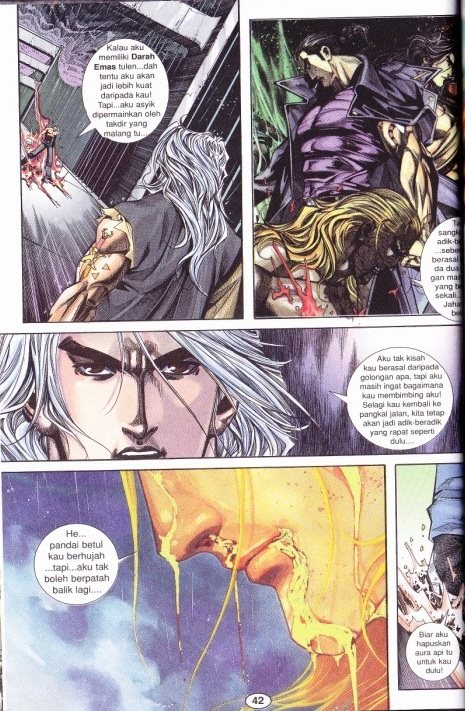 Kalau aku
memiliki Darah
Emas tulen...dah
tentu aku akan
jadi lebih kuat
daripada kau!
Tapi...aku asyik
dipermainkan oleh
takdir yang
malang tu...
sangk
adik-be
...sebe
berasal
da dua
gan mas
yang be
sekali...
Jaha
be
Aku tak kisah
kau berasal daripada
golongan apa, tapi aku
masih ingat bagaimana
kau membimbing aku!
Selagi kau kembali ke
pangkal jalan, kita tetap
akan jadi adik-beradik
yang rapat seperti
dulu....
He...
pandai betul
kau berhujah
...tapi...aku tak
boleh berpatah
balik lagi....
Biar aku
hapuskan
aura api tu
untuk kau
dulu!
42